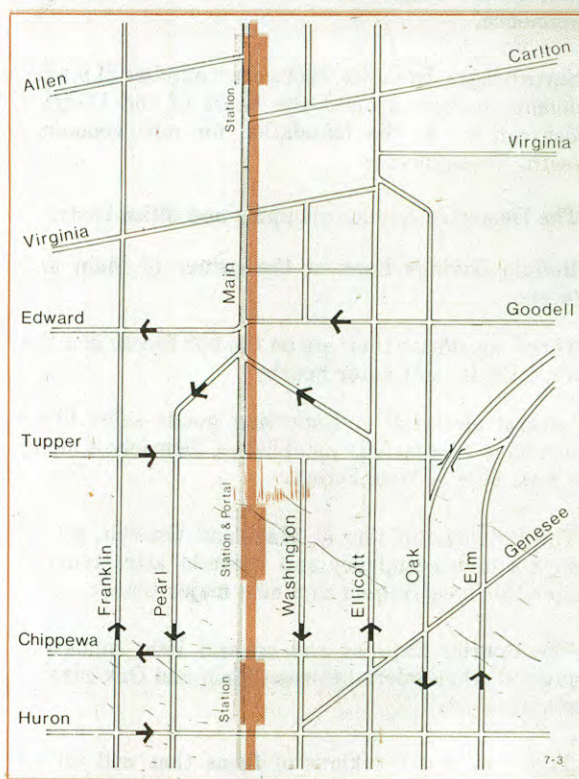 Allen
Station
Carlton
Virginia
Virginia
Main
Edward
Goodell
Tupper
Franklin
Pearl
Station & Portal
Washington
Ellicott
Oak
Elm
Genesee
Chippewa
Station
Huron
7-3